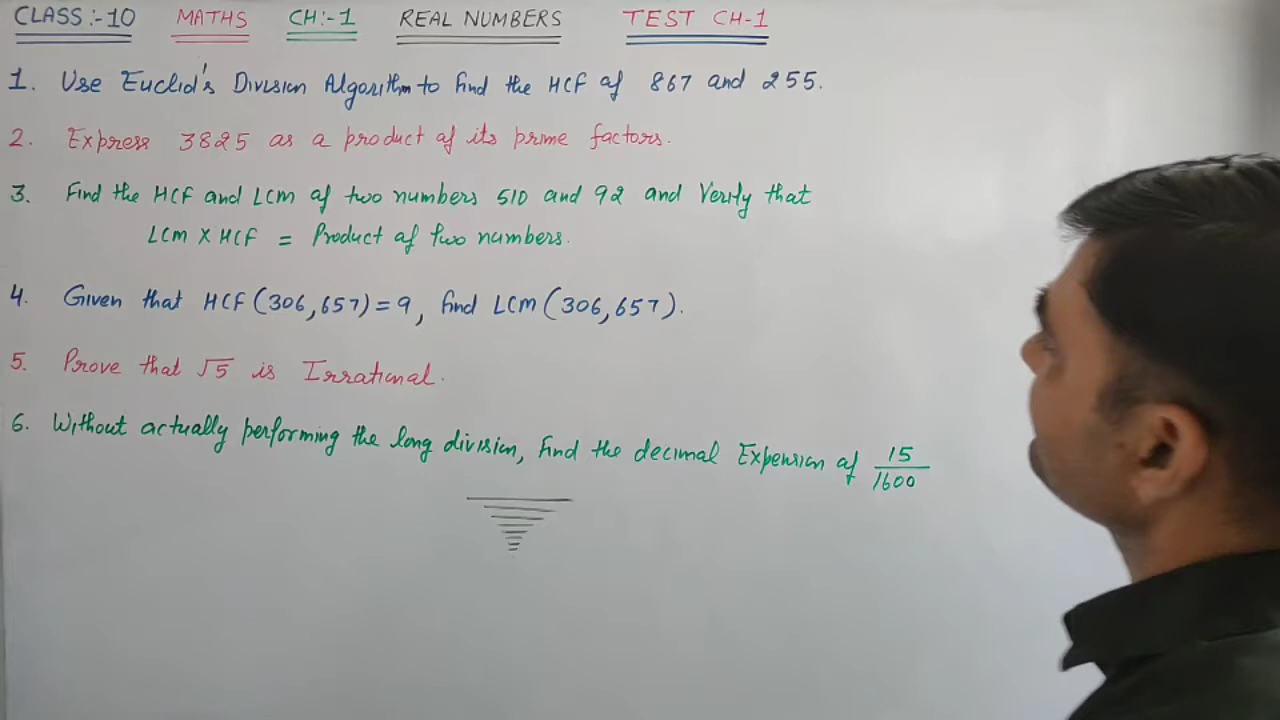 CLASS :- 10 MATHS CH :- 1 REAL NUMBERS TEST CH-1
1. Use Euclid's Division Algorithm to find the HCF of 867 and 255.
2. Express 3825 as a product of its prime factors.
3. Find the HCF and LCM of two numbers 510 and 92 and Verify that
LCM X HCF = Product of two numbers.
4. Given that HCF (306,657) = 9, find LCM (306,657).
5. Prove that √5 is Irrational.
6. Without actually performing the long division, find the decimal Expension of 15/1600